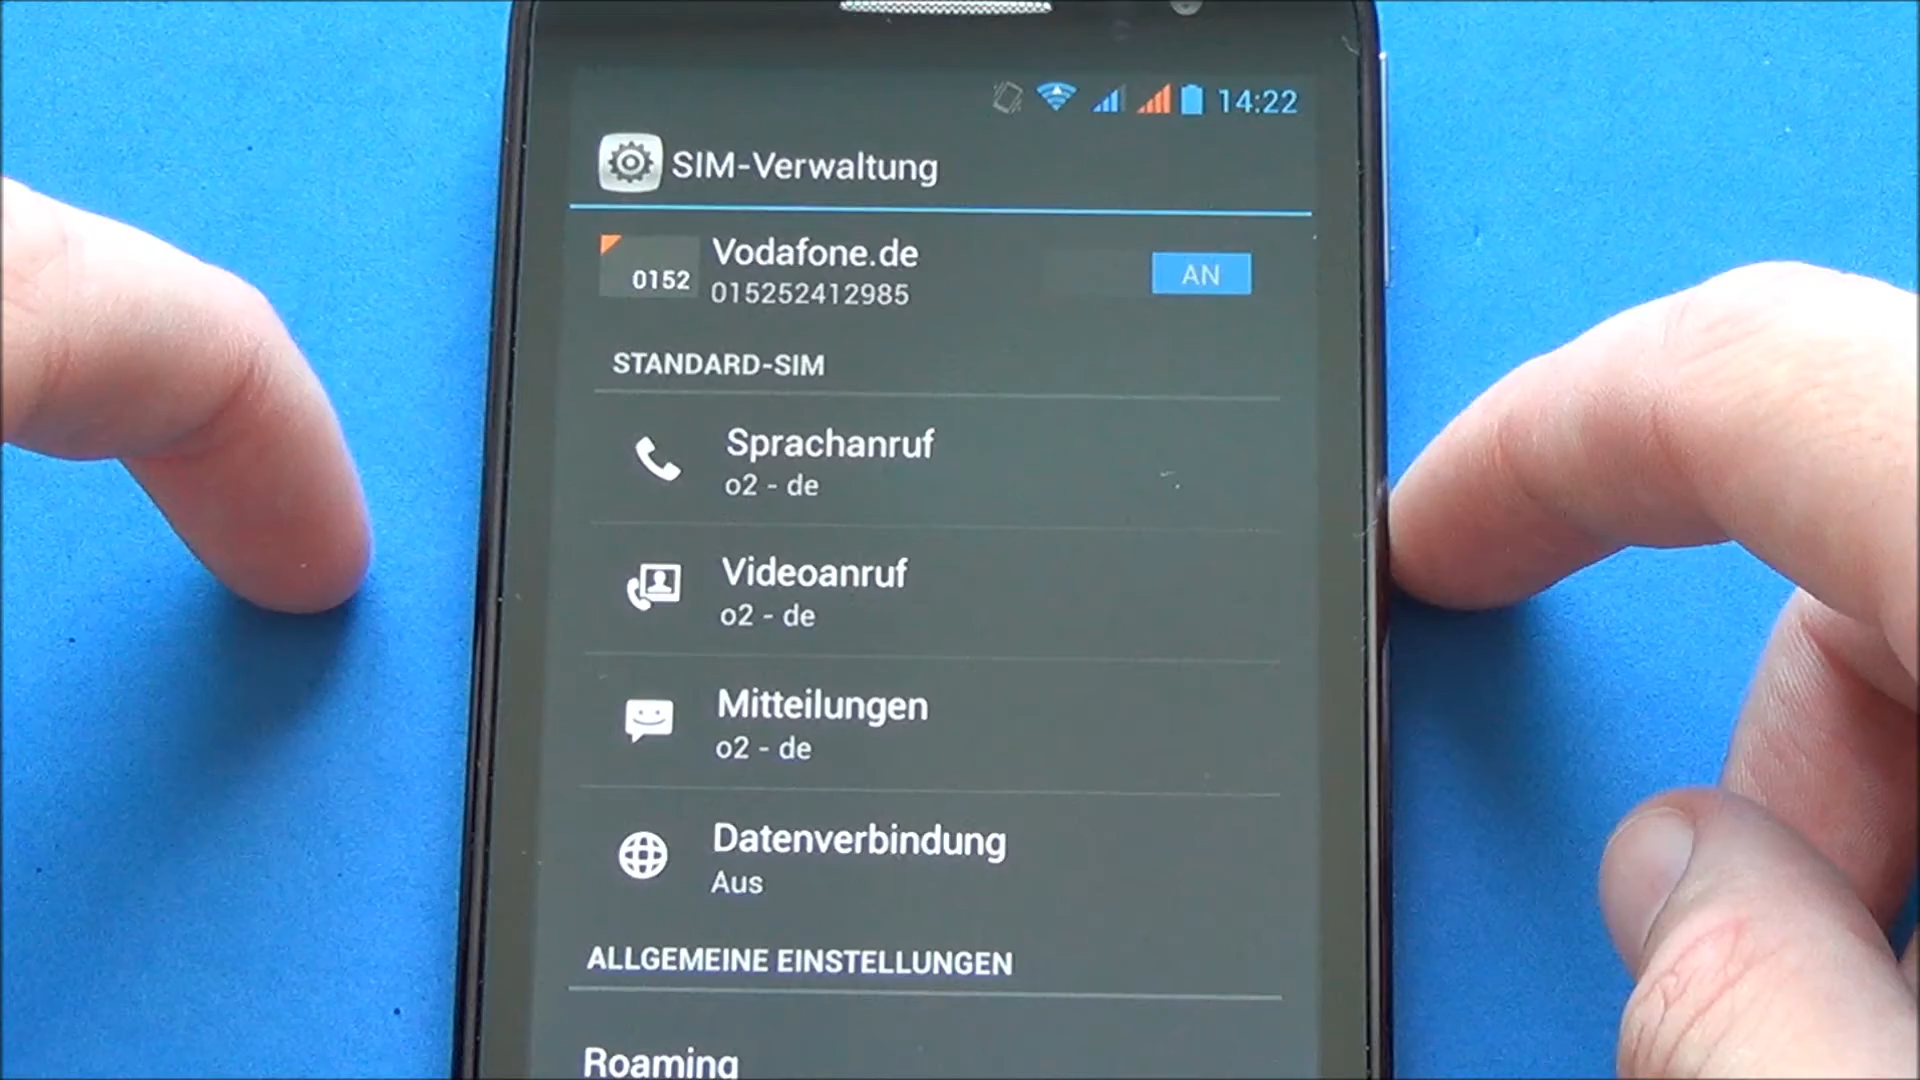 14:22
SIM-Verwaltung
Vodafone.de
0152
015252412985
AN
STANDARD-SIM
Sprachanruf
o2 - de
Videoanruf
o2 - de
Mitteilungen
o2 - de
Datenverbindung
Aus
ALLGEMEINE EINSTELLUNGEN
Roaming